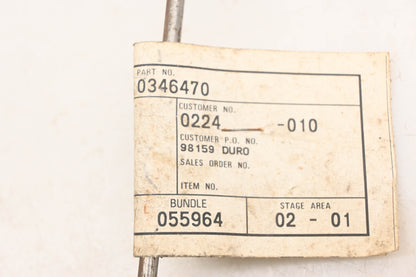 PART NO.
0346470
CUSTOMER NO.
0224 -010
CUSTOMER P.O. NO.
98159 DURO
SALES ORDER NO.
ITEM NO.
BUNDLE
055964
STAGE AREA
02 - 01